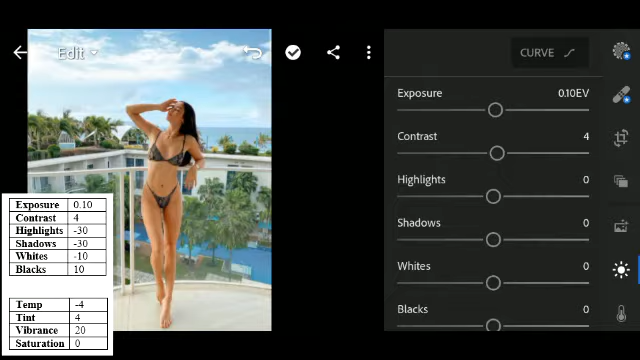 Edit
CURVE
Exposure 0.10EV
Contrast 4
Highlights 0
Shadows 0
Whites 0
Blacks 0
Exposure 0.10
Contrast 4
Highlights -30
Shadows -30
Whites -10
Blacks 10
Temp -4
Tint 4
Vibrance 20
Saturation 0